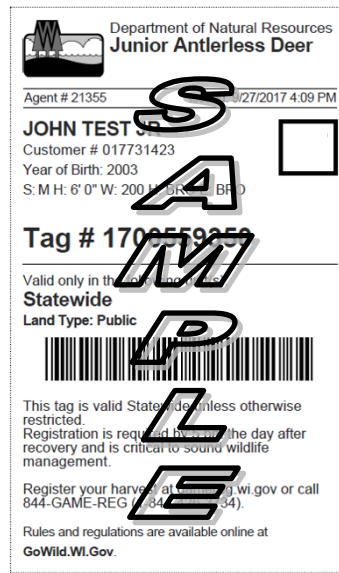 Department of Natural Resources
Junior Antlerless Deer
Agent # 21355 /27/2017 4:09 PM
JOHN TEST JR
Customer # 017731423
Year of Birth: 2003
S: M H: 6' 0" W: 200
Tag #
Valid only in
Statewide
Land Type: Public
This tag is valid Statewide unless otherwise
restricted.
Registration is required by the day after
recovery and is critical to sound wildlife
management.
Register your harvest at .wi.gov or call
844-GAME-REG
Rules and regulations are available online at
GoWild.WI.Gov.
SAMPLE